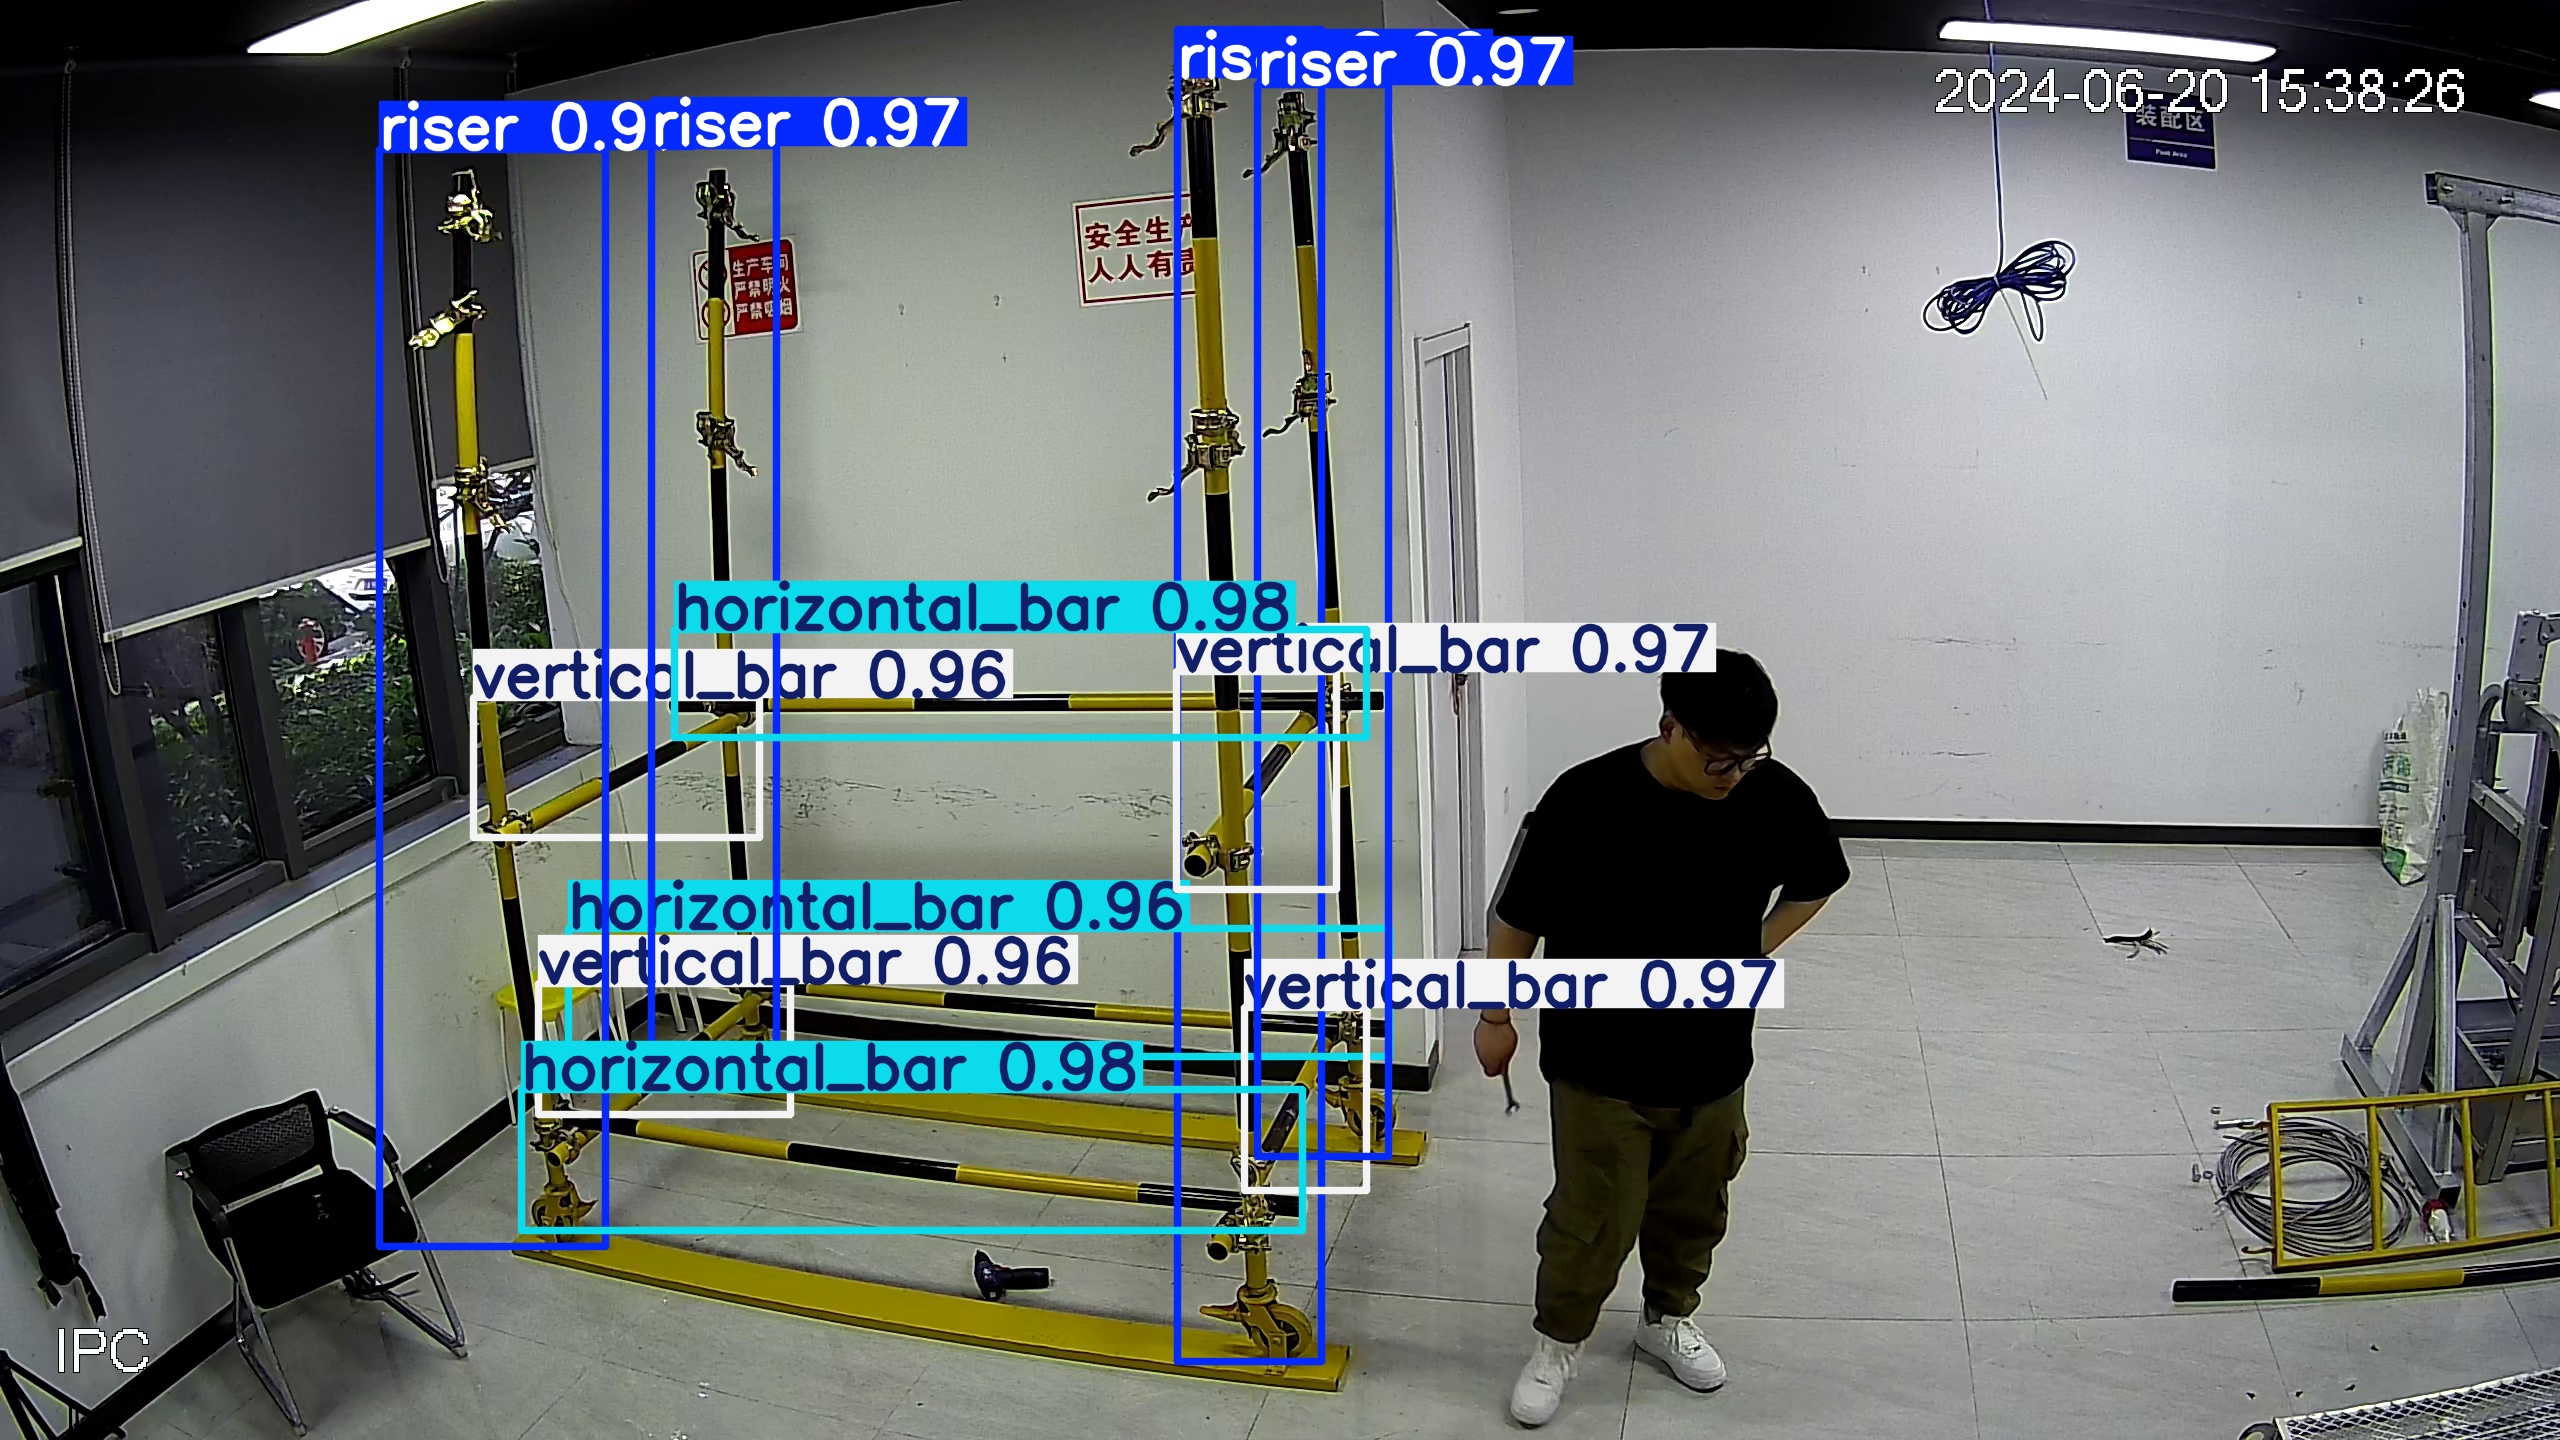 riser 0.97
2024-06-20 15:38:26
riser 0.9
riser 0.97
装配区
安全生产
人人有责
生产车间
严禁明火
严禁吸烟
horizontal_bar 0.98
vertical_bar 0.97
vertical_bar 0.96
horizontal_bar 0.96
vertical_bar 0.96
vertical_bar 0.97
horizontal_bar 0.98
IPC